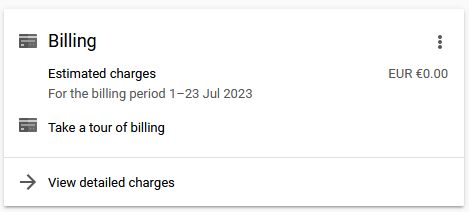 Billing
Estimated charges EUR €0.00
For the billing period 1–23 Jul 2023
Take a tour of billing
View detailed charges